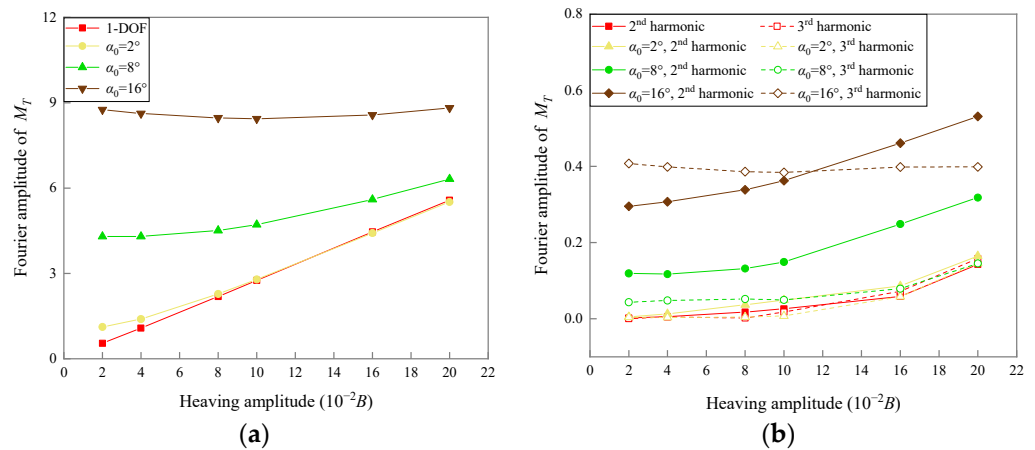 1-DOF
α₀=2°
α₀=8°
α₀=16°
12
9
6
3
0
Fourier amplitude of M_T
0 2 4 6 8 10 12 14 16 18 20 22
Heaving amplitude (10⁻²B)
(a)
2ⁿᵈ harmonic 3ʳᵈ harmonic
α₀=2°, 2ⁿᵈ harmonic α₀=2°, 3ʳᵈ harmonic
α₀=8°, 2ⁿᵈ harmonic α₀=8°, 3ʳᵈ harmonic
α₀=16°, 2ⁿᵈ harmonic α₀=16°, 3ʳᵈ harmonic
0.8
0.6
0.4
0.2
0.0
Fourier amplitude of M_T
0 2 4 6 8 10 12 14 16 18 20 22
Heaving amplitude (10⁻²B)
(b)